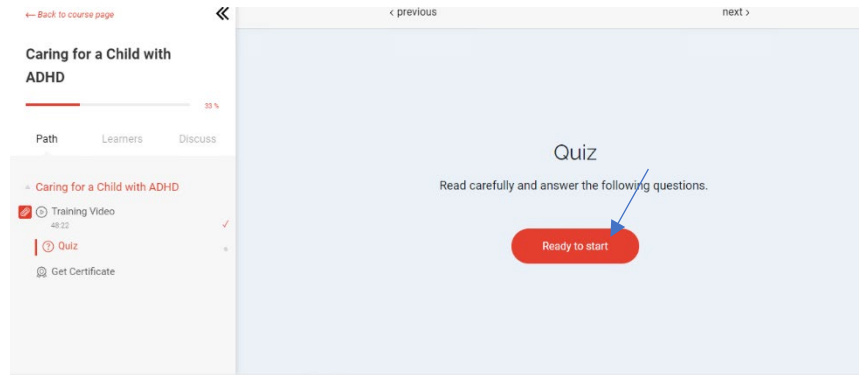 ←Back to course page
Caring for a Child with
ADHD
33 %
Path Learners Discuss
Caring for a Child with ADHD
Training Video
48:22
Quiz
Get Certificate
< previous next >
Quiz
Read carefully and answer the following questions.
Ready to start